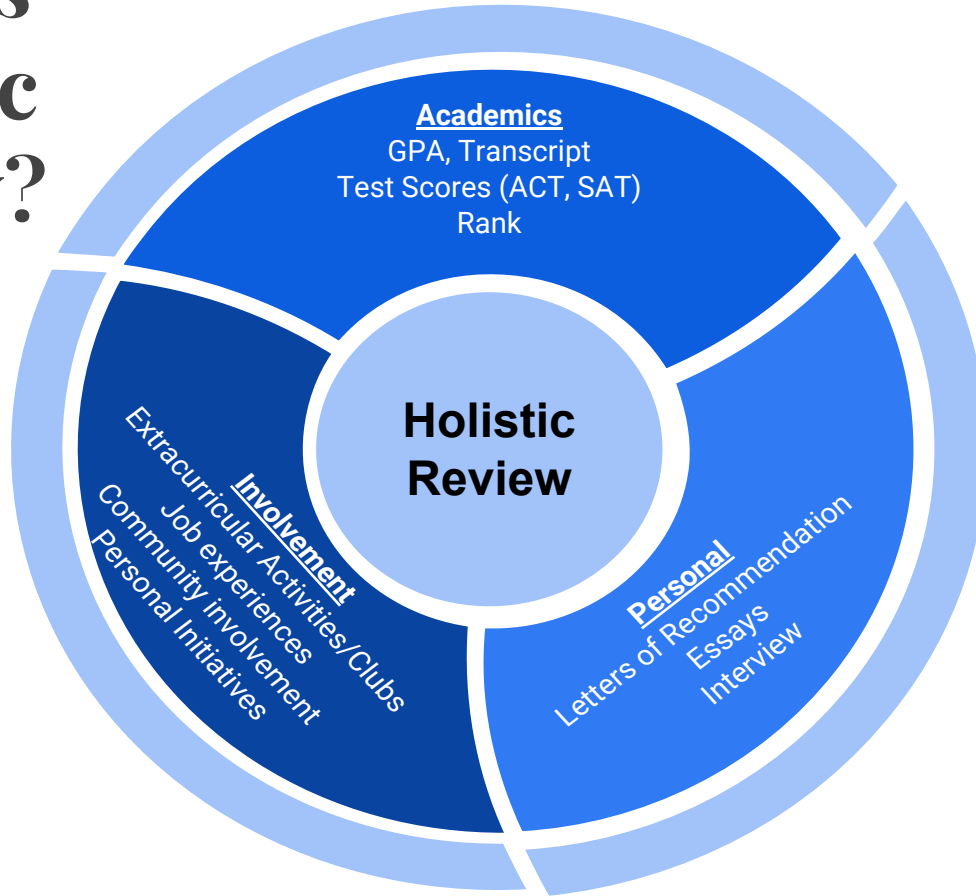 Academics
GPA, Transcript
Test Scores (ACT, SAT)
Rank
Holistic
Review
Involvement
Extracurricular Activities/Clubs
Job experiences
Community involvement
Personal Initiatives
Personal
Letters of Recommendation
Essays
Interview